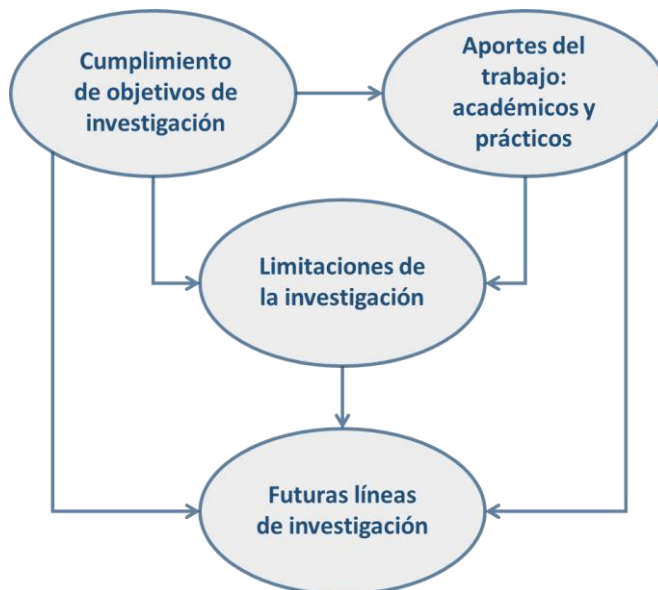 Cumplimiento
de objetivos de
investigación
Aportes del
trabajo:
académicos y
prácticos
Limitaciones de
la investigación
Futuras líneas
de investigación